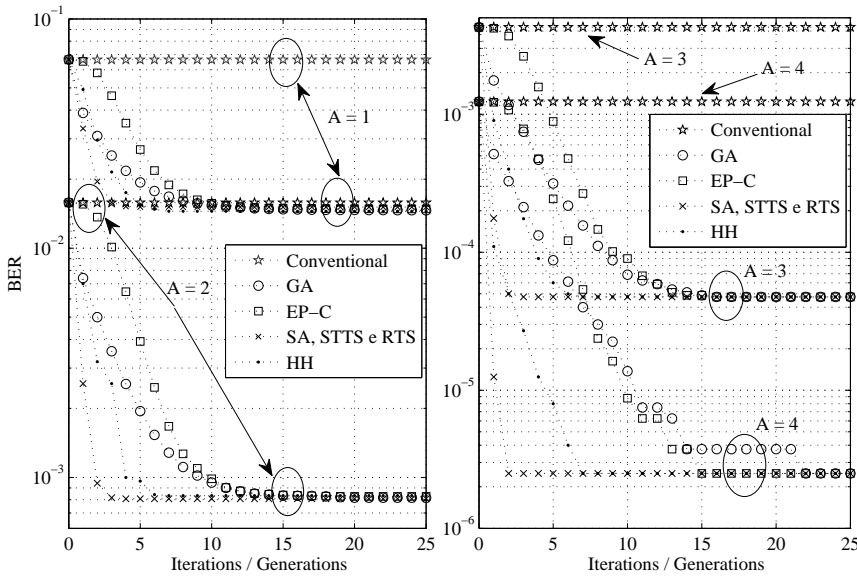 10^-1
10^-2
10^-3
BER
A = 1
A = 2
Conventional
GA
EP−C
SA, STTS e RTS
HH
0 5 10 15 20 25
Iterations / Generations
10^-3
10^-4
10^-5
10^-6
A = 3
A = 4
Conventional
GA
EP−C
SA, STTS e RTS
HH
A = 3
A = 4
0 5 10 15 20 25
Iterations / Generations